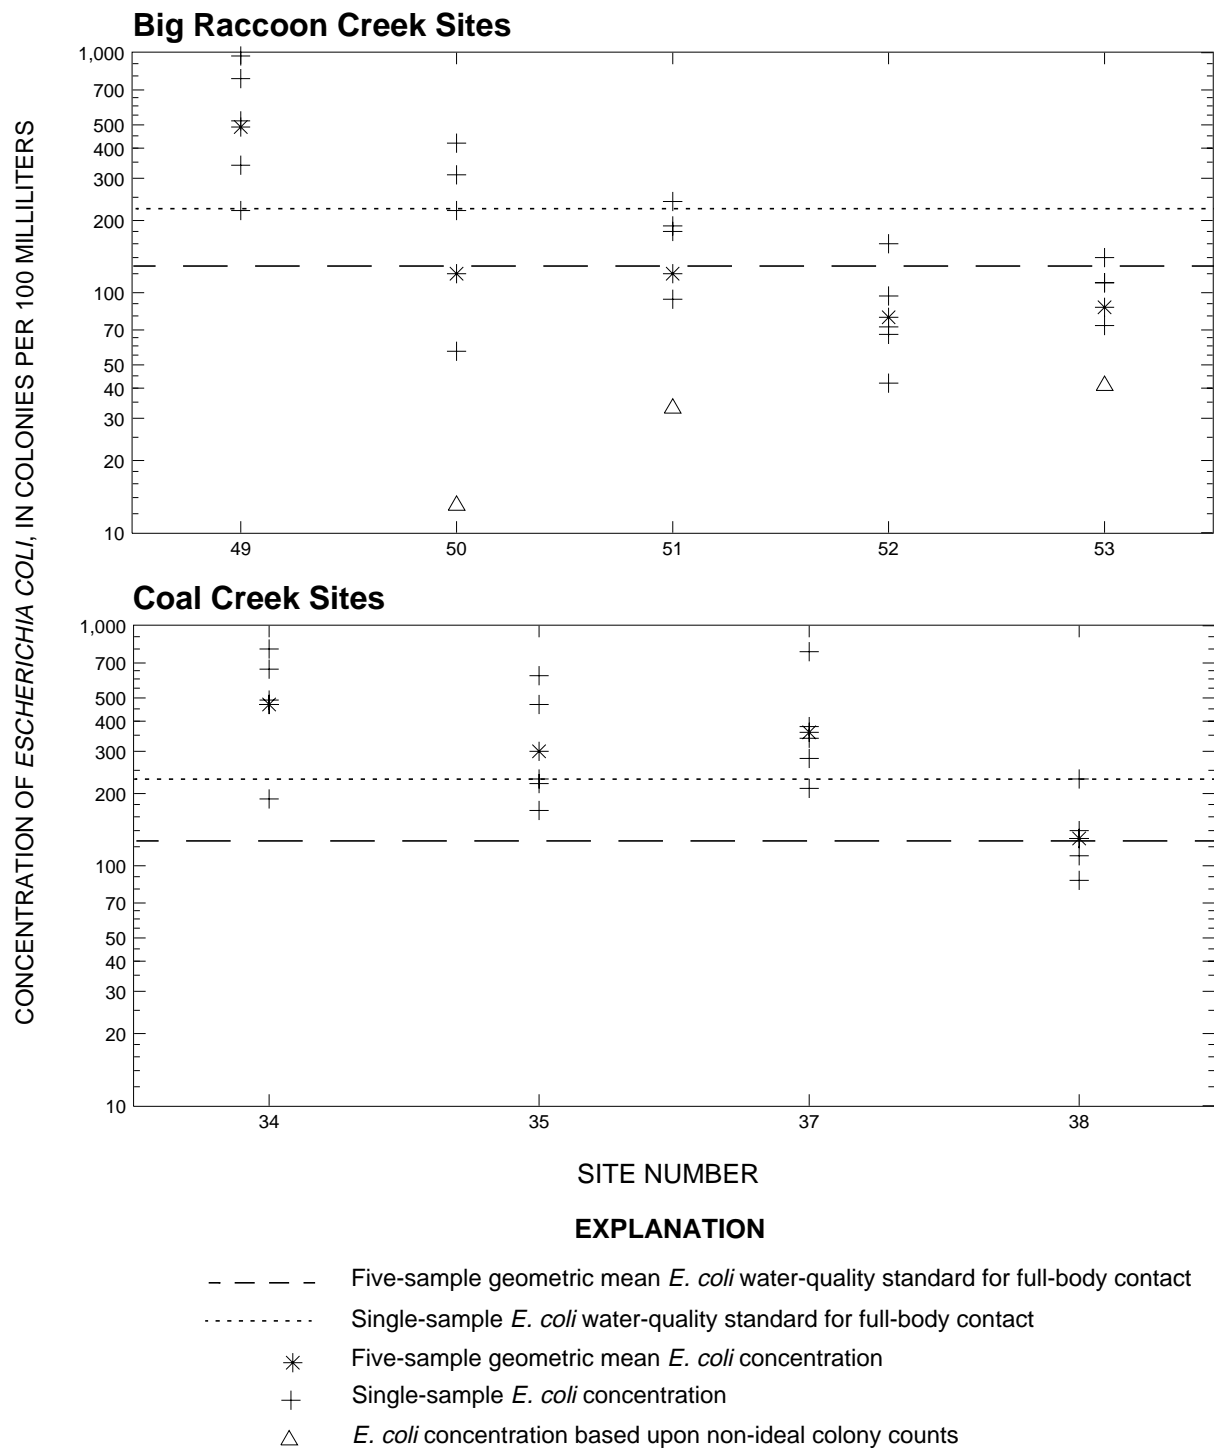 Big Raccoon Creek Sites
CONCENTRATION OF ESCHERICHIA COLI, IN COLONIES PER 100 MILLILITERS
1,000
700
500
400
300
200
100
70
50
40
30
20
10
49 50 51 52 53
Coal Creek Sites
1,000
700
500
400
300
200
100
70
50
40
30
20
10
34 35 37 38
SITE NUMBER
EXPLANATION
Five-sample geometric mean E. coli water-quality standard for full-body contact
Single-sample E. coli water-quality standard for full-body contact
Five-sample geometric mean E. coli concentration
Single-sample E. coli concentration
E. coli concentration based upon non-ideal colony counts